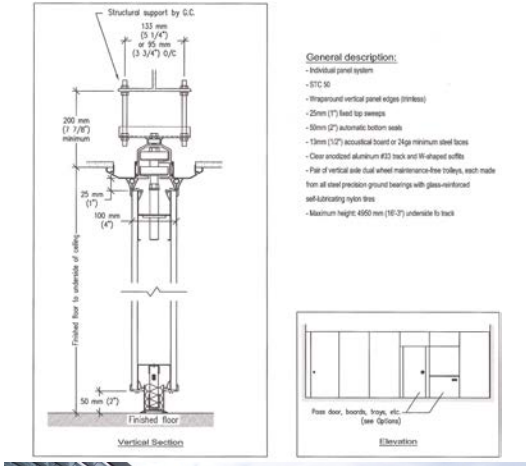 Structural support by G.C.
133 mm
(5 1/4")
or 95 mm
(3 3/4") O/C
200 mm
(7 7/8")
minimum
25 mm
(1")
100 mm
(4")
Finished floor to underside of ceiling
50 mm (2")
Finished floor
Vertical Section
General description:
- Individual panel system
- STC 50
- Wraparound vertical panel edges (trimless)
- 25mm (1") fixed top sweeps
- 50mm (2") automatic bottom seals
- 13mm (1/2") acoustical board or 24ga minimum steel faces
- Clear anodized aluminum #33 track and W-shaped soffits
- Pair of vertical axle dual wheel maintenance-free trolleys, each made
from all steel precision ground bearings with glass-reinforced
self-lubricating nylon tires
- Maximum height: 4950 mm (16'-3") underside to track
Pass door, boards, trays, etc.
(see Options)
Elevation